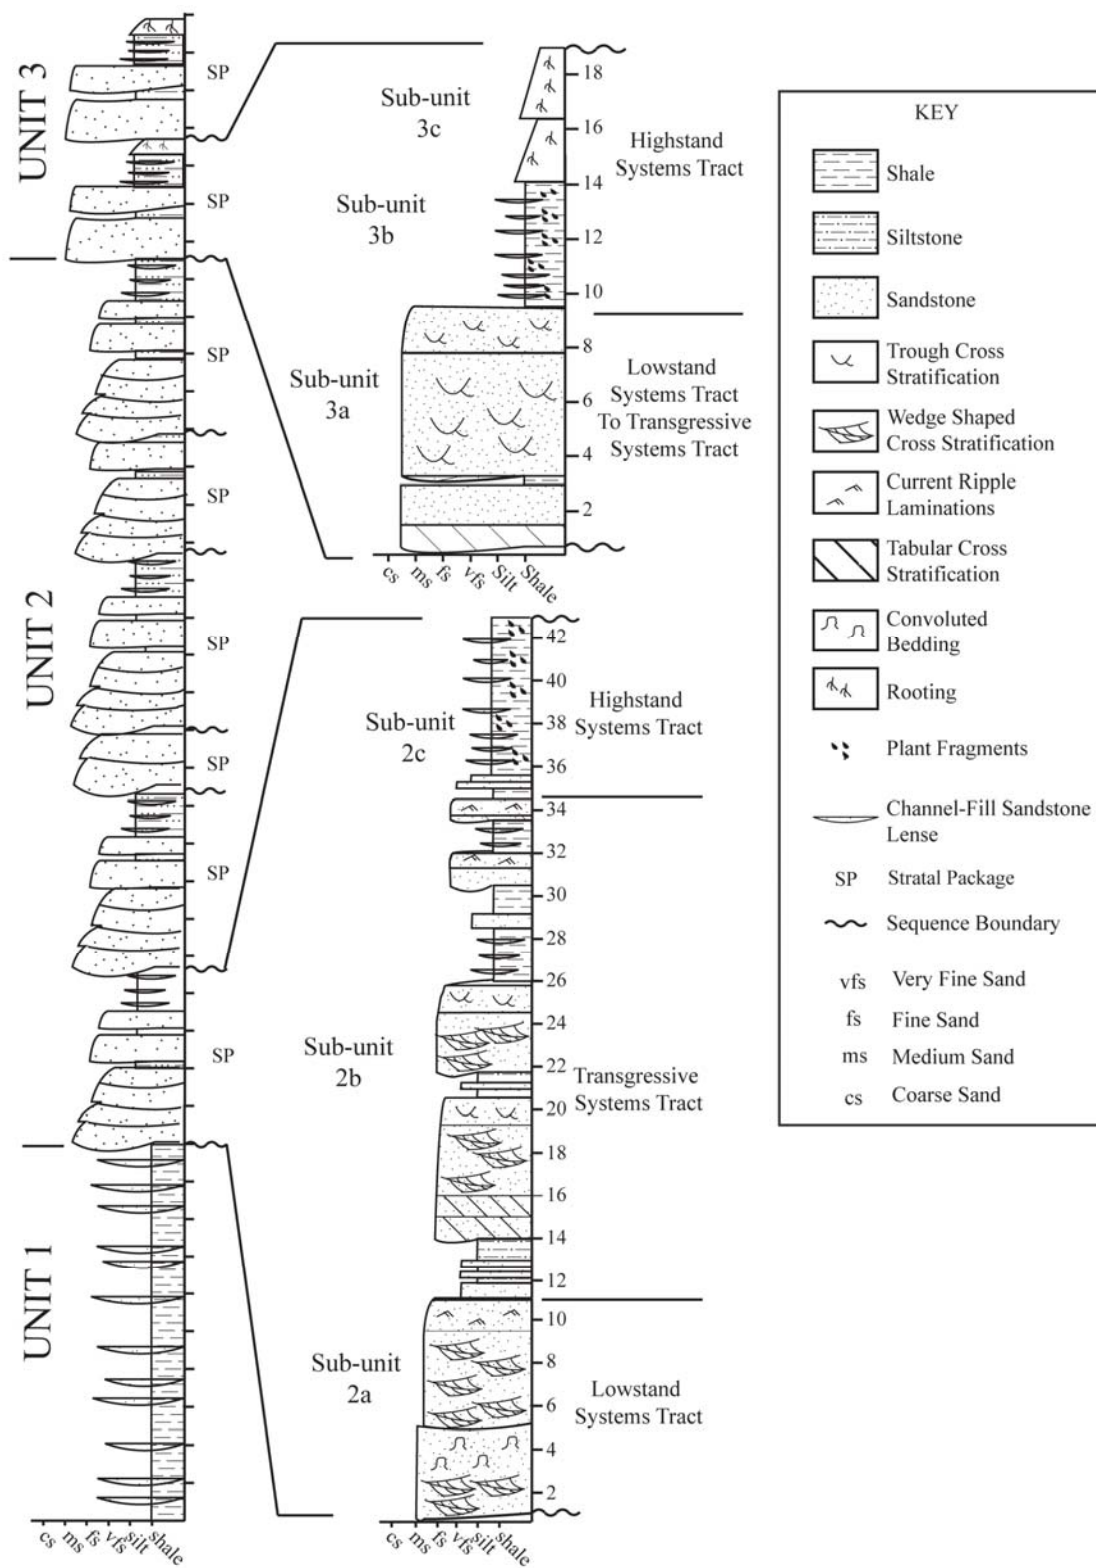 UNIT 3
UNIT 2
UNIT 1
SP
SP
SP
SP
SP
SP
SP
SP
cs
ms
fs
vfs
silt
shale
Sub-unit
3c
Sub-unit
3b
Sub-unit
3a
18
16
14
12
10
8
6
4
2
Highstand
Systems Tract
Lowstand
Systems Tract
To Transgressive
Systems Tract
cs
ms
fs
vfs
Silt
Shale
Sub-unit
2c
Sub-unit
2b
Sub-unit
2a
42
40
38
36
34
32
30
28
26
24
22
20
18
16
14
12
10
8
6
4
2
Highstand
Systems Tract
Transgressive
Systems Tract
Lowstand
Systems Tract
cs
ms
fs
vfs
silt
shale
KEY
Shale
Siltstone
Sandstone
Trough Cross
Stratification
Wedge Shaped
Cross Stratification
Current Ripple
Laminations
Tabular Cross
Stratification
Convoluted
Bedding
Rooting
Plant Fragments
Channel-Fill Sandstone
Lense
SP Stratal Package
Sequence Boundary
vfs Very Fine Sand
fs Fine Sand
ms Medium Sand
cs Coarse Sand